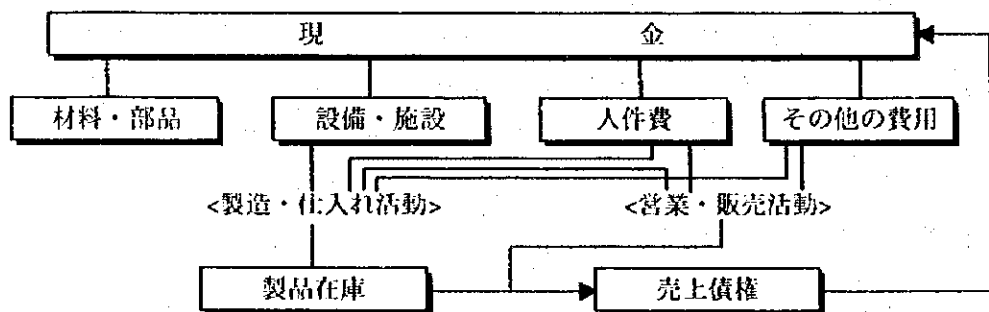 現 金
材料・部品 設備・施設 人件費 その他の費用
<製造・仕入れ活動> <営業・販売活動>
製品在庫 売上債権